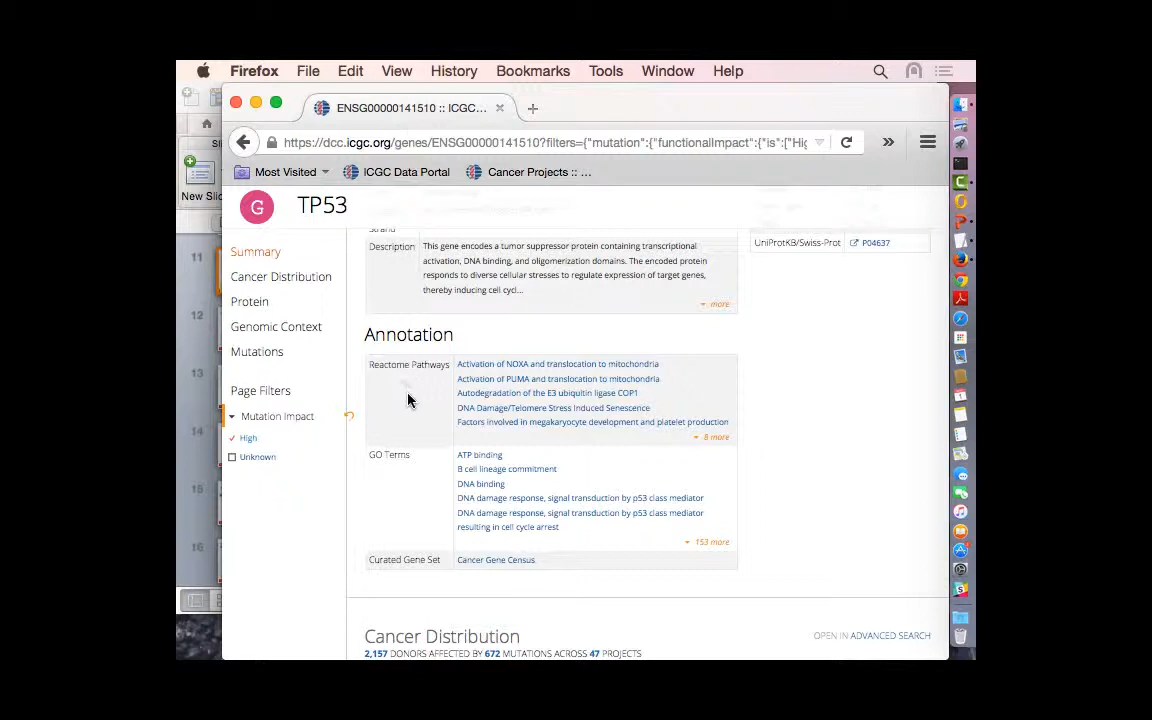 Firefox File Edit View History Bookmarks Tools Window Help
ENSG00000141510 :: ICGC...
https://dcc.icgc.org/genes/ENSG00000141510?filters={"mutation":{"functionalImpact":{"is":["Hig
Most Visited ICGC Data Portal Cancer Projects :: ...
New Slid
G TP53
Strand
Summary
Cancer Distribution
Protein
Genomic Context
Mutations
Page Filters
Mutation Impact
High
Unknown
Description
This gene encodes a tumor suppressor protein containing transcriptional
activation, DNA binding, and oligomerization domains. The encoded protein
responds to diverse cellular stresses to regulate expression of target genes,
thereby inducing cell cycl...
more
UniProtKB/Swiss-Prot P04637
Annotation
Reactome Pathways
Activation of NOXA and translocation to mitochondria
Activation of PUMA and translocation to mitochondria
Autodegradation of the E3 ubiquitin ligase COP1
DNA Damage/Telomere Stress Induced Senescence
Factors involved in megakaryocyte development and platelet production
8 more
GO Terms
ATP binding
B cell lineage commitment
DNA binding
DNA damage response, signal transduction by p53 class mediator
DNA damage response, signal transduction by p53 class mediator
resulting in cell cycle arrest
153 more
Curated Gene Set Cancer Gene Census
Cancer Distribution
OPEN IN ADVANCED SEARCH
2,157 DONORS AFFECTED BY 672 MUTATIONS ACROSS 47 PROJECTS
11
12
13
14
15
16